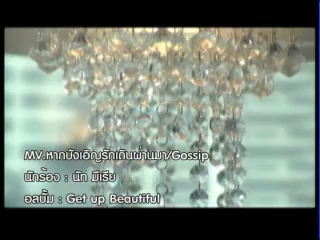 MV.หากบังเอิญรักเดินผ่านมา/Gossip
นักร้อง : นัท มีเรีย
อลบั้ม : Get up Beautiful